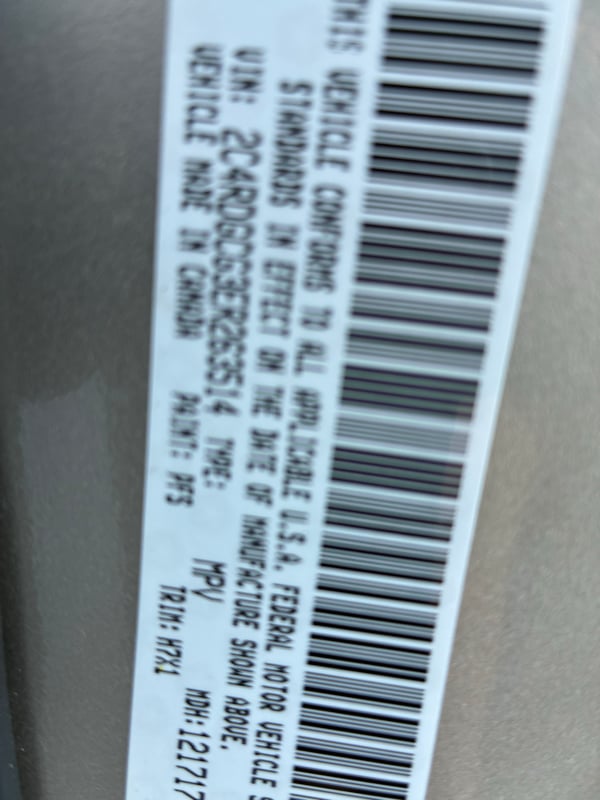 THIS VEHICLE CONFORMS TO ALL APPLICABLE U.S.A. FEDERAL MOTOR VEHICLE S
STANDARDS IN EFFECT ON THE DATE OF MANUFACTURE SHOWN ABOVE.
VIN: 2C4RDGCG3ER263514 TYPE: MPV MDH:121717
VEHICLE MADE IN CANADA PAINT: PFS TRIM: H7X1